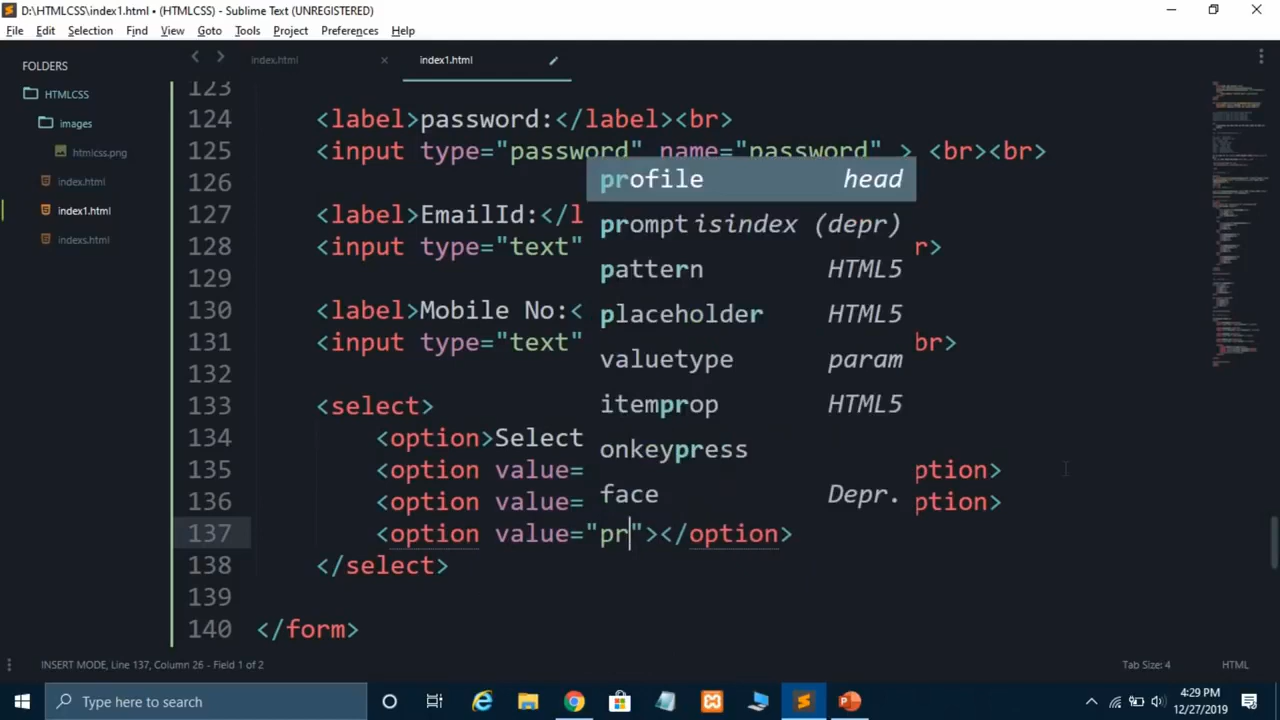 D:\HTMLCSS\index1.html • (HTMLCSS) - Sublime Text (UNREGISTERED)
File Edit Selection Find View Goto Tools Project Preferences Help
FOLDERS
HTMLCSS
images
htmlcss.png
index.html
index1.html
indexs.html
index.html
index1.html
123
124 <label>password:</label><br>
125 <input type="password" name="password" > <br><br>
126
127 <label>EmailId:</l
128 <input type="text" r>
129
130 <label>Mobile No:<
131 <input type="text" br>
132
133 <select>
134 <option>Select
135 <option value= ption>
136 <option value= ption>
137 <option value="pr"></option>
138 </select>
139
140 </form>
profile head
prompt isindex (depr)
pattern HTML5
placeholder HTML5
valuetype param
itemprop HTML5
onkeypress
face Depr.
INSERT MODE, Line 137, Column 26 - Field 1 of 2
Tab Size: 4
HTML
Type here to search
4:29 PM
12/27/2019